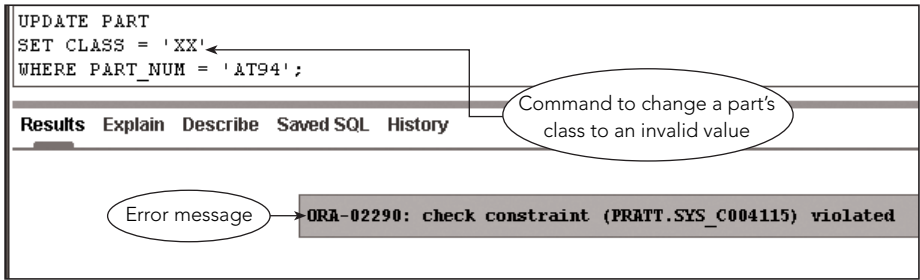 UPDATE PART
SET CLASS = 'XX'
WHERE PART_NUM = 'AT94';
Command to change a part's
class to an invalid value
Results Explain Describe Saved SQL History
Error message
ORA-02290: check constraint (PRATT.SYS_C004115) violated